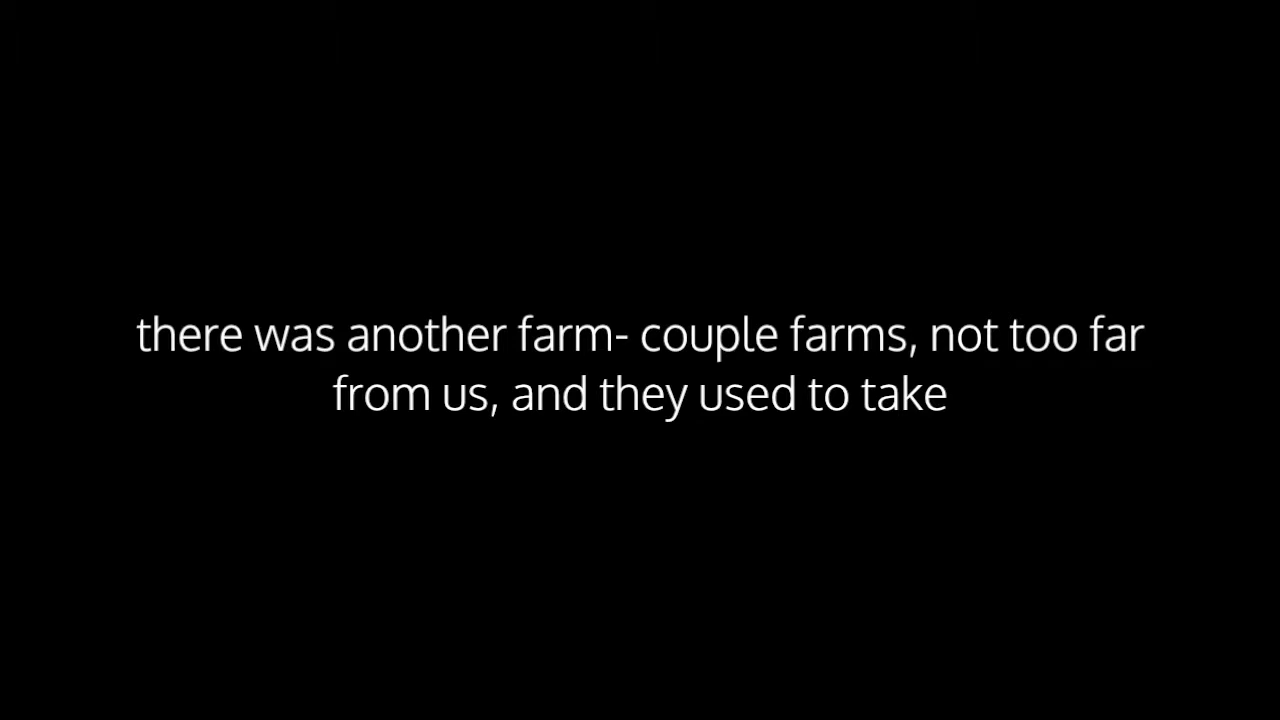 there was another farm- couple farms, not too far
from us, and they used to take